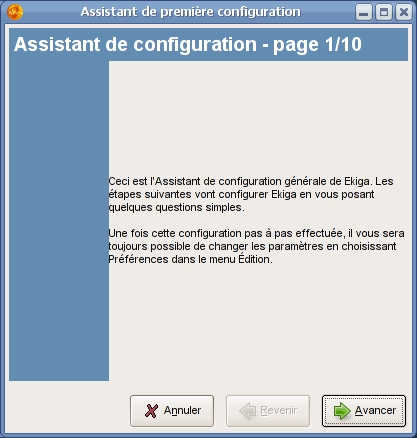 Assistant de première configuration
Assistant de configuration - page 1/10
Ceci est l'Assistant de configuration générale de Ekiga. Les
étapes suivantes vont configurer Ekiga en vous posant
quelques questions simples.
Une fois cette configuration pas à pas effectuée, il vous sera
toujours possible de changer les paramètres en choisissant
Préférences dans le menu Édition.
Annuler
Revenir
Avancer